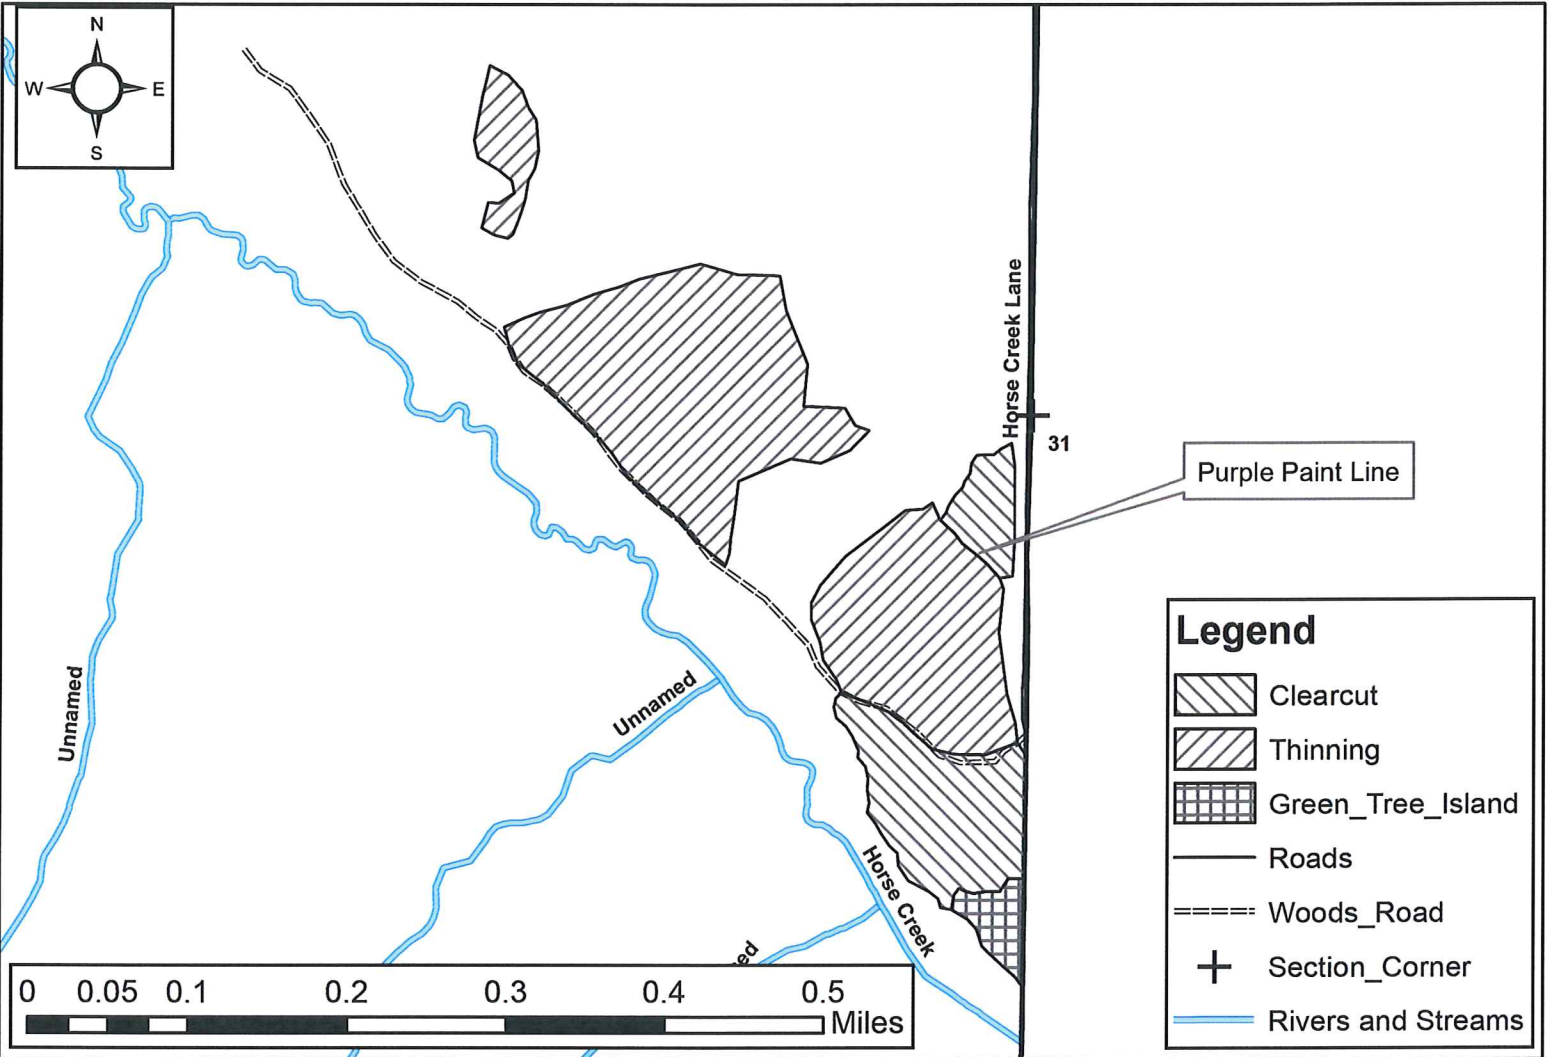 N
W E
S
Horse Creek Lane
31
Purple Paint Line
Unnamed
Unnamed
Horse Creek
ed
Legend
Clearcut
Thinning
Green_Tree_Island
Roads
Woods_Road
Section_Corner
Rivers and Streams
0 0.05 0.1 0.2 0.3 0.4 0.5
Miles